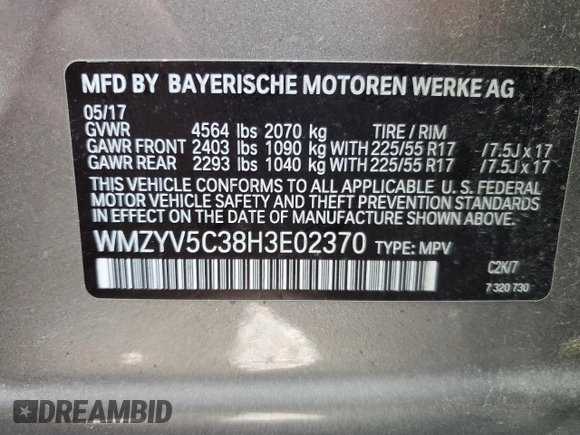 MFD BY BAYERISCHE MOTOREN WERKE AG
05/17
GVWR 4564 lbs 2070 kg TIRE / RIM
GAWR FRONT 2403 lbs 1090 kg WITH 225/55 R17 /7.5J x 17
GAWR REAR 2293 lbs 1040 kg WITH 225/55 R17 /7.5J x 17
THIS VEHICLE CONFORMS TO ALL APPLICABLE U. S. FEDERAL
MOTOR VEHICLE SAFETY AND THEFT PREVENTION STANDARDS
IN EFFECT ON THE DATE OF MANUFACTURE SHOWN ABOVE.
WMZYV5C38H3E02370 TYPE: MPV
C2K/7
7 320 730
DREAMBID